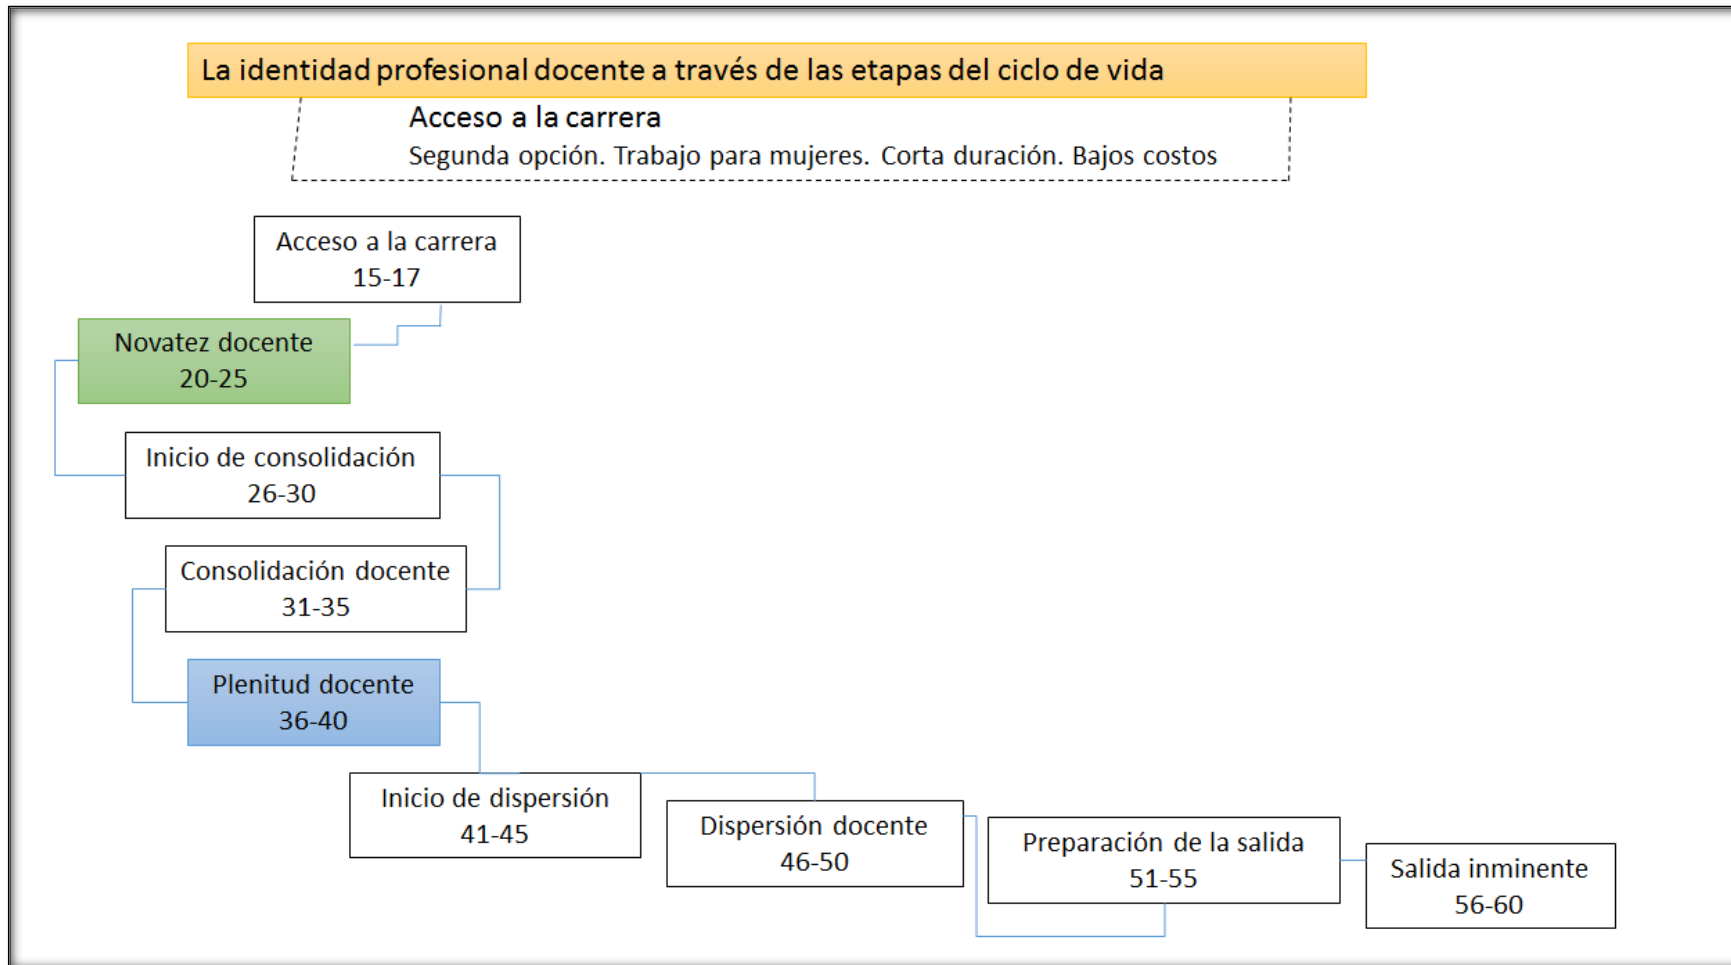 La identidad profesional docente a través de las etapas del ciclo de vida
Acceso a la carrera
Segunda opción. Trabajo para mujeres. Corta duración. Bajos costos
Acceso a la carrera
15-17
Novatez docente
20-25
Inicio de consolidación
26-30
Consolidación docente
31-35
Plenitud docente
36-40
Inicio de dispersión
41-45
Dispersión docente
46-50
Preparación de la salida
51-55
Salida inminente
56-60